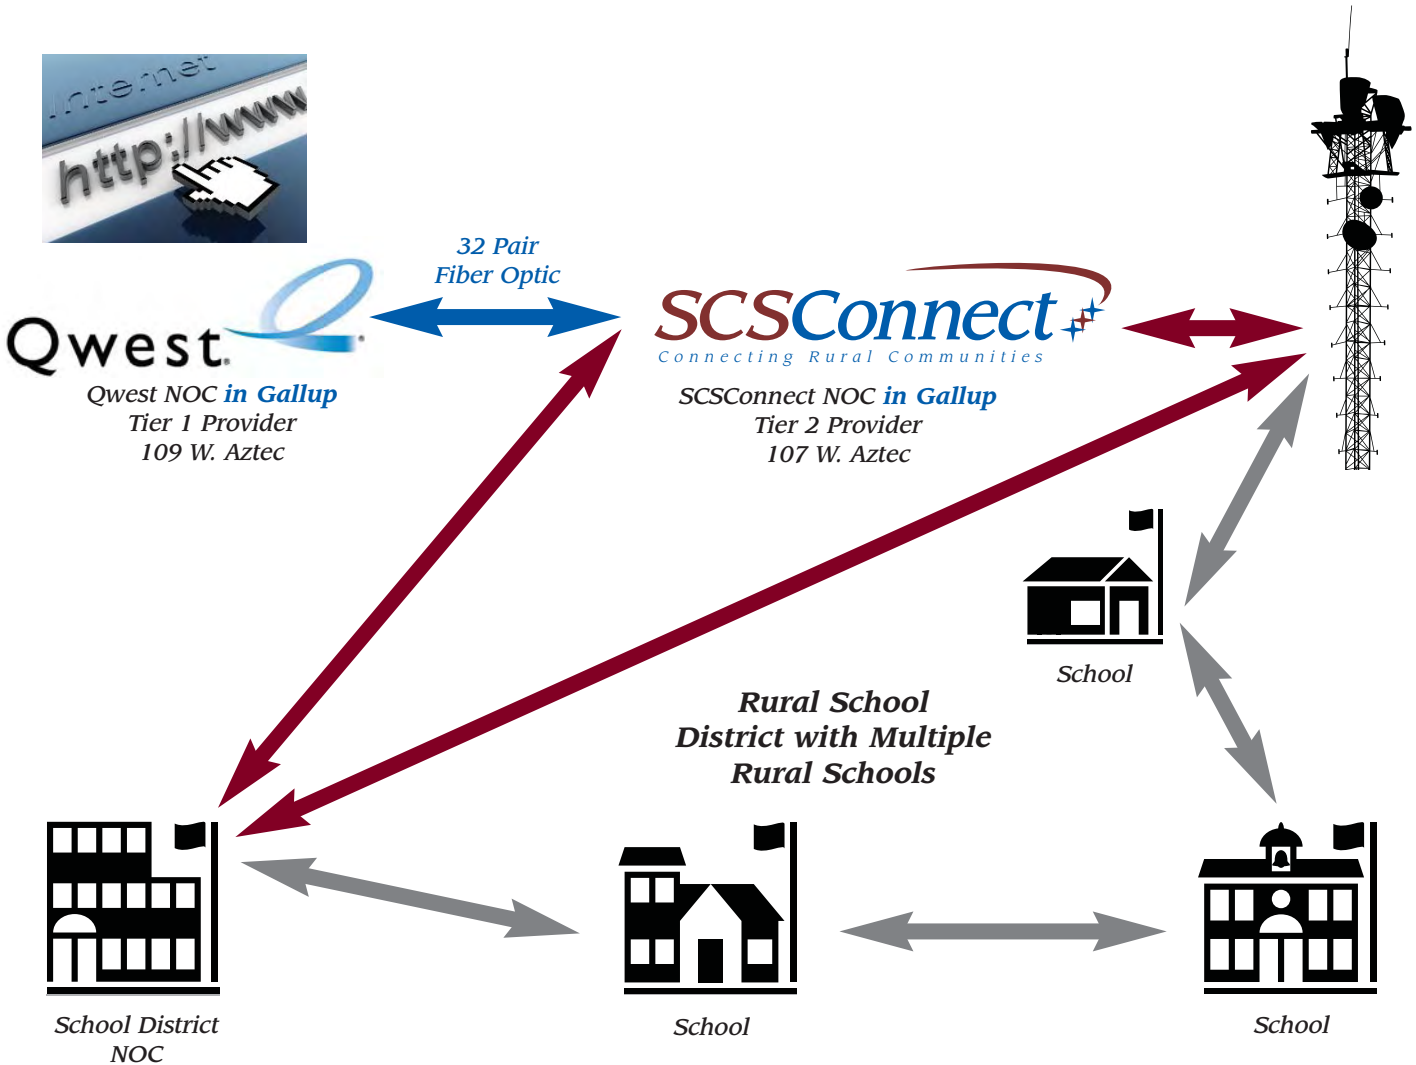 Internet
http://www
32 Pair
Fiber Optic
Qwest®
SCSConnect
Connecting Rural Communities
Qwest NOC in Gallup
Tier 1 Provider
109 W. Aztec
SCSConnect NOC in Gallup
Tier 2 Provider
107 W. Aztec
School
Rural School
District with Multiple
Rural Schools
School District
NOC
School
School